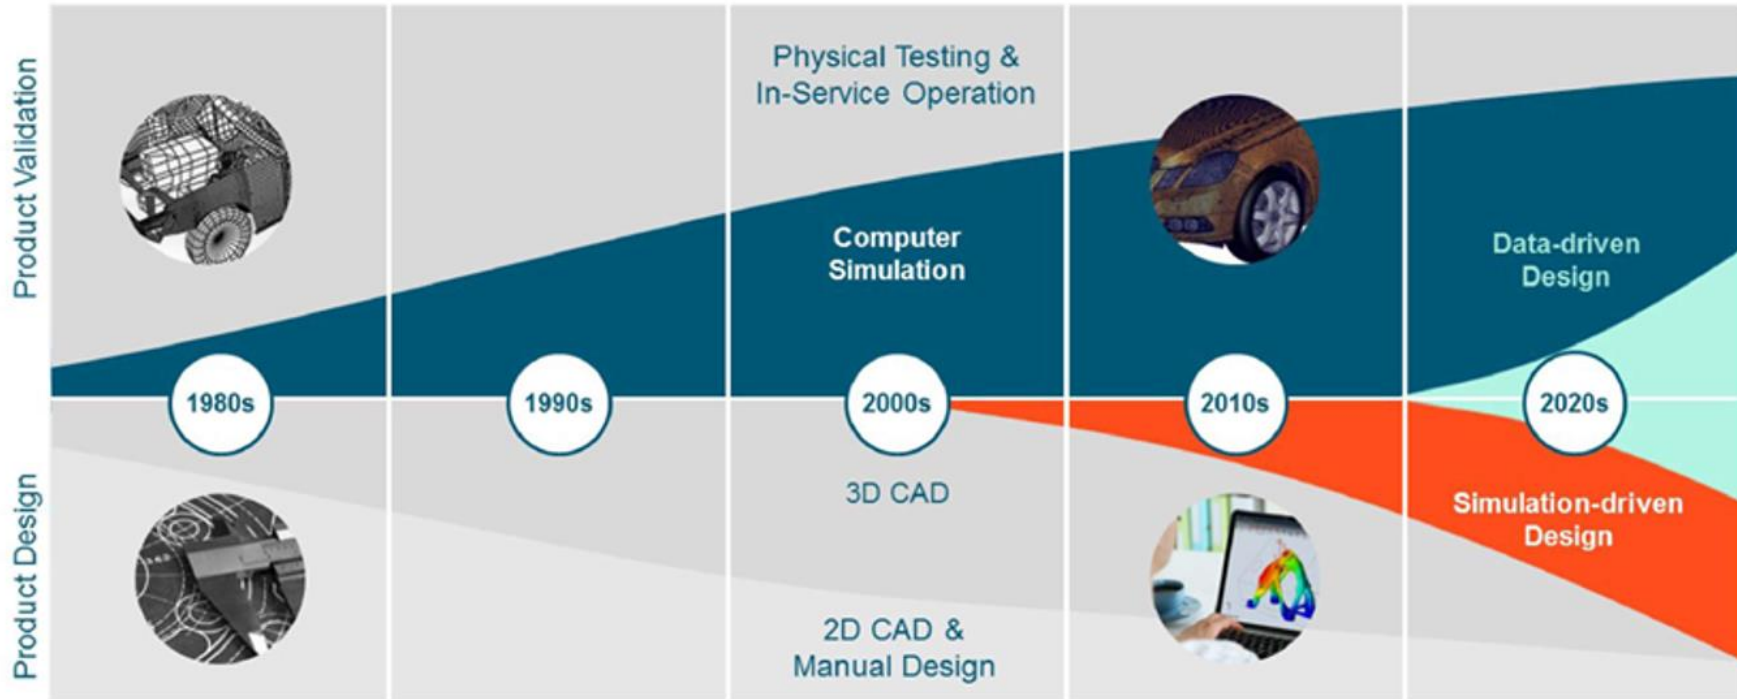 Product Validation
Physical Testing &
In-Service Operation
Computer
Simulation
Data-driven
Design
1980s
1990s
2000s
2010s
2020s
Product Design
3D CAD
Simulation-driven
Design
2D CAD &
Manual Design